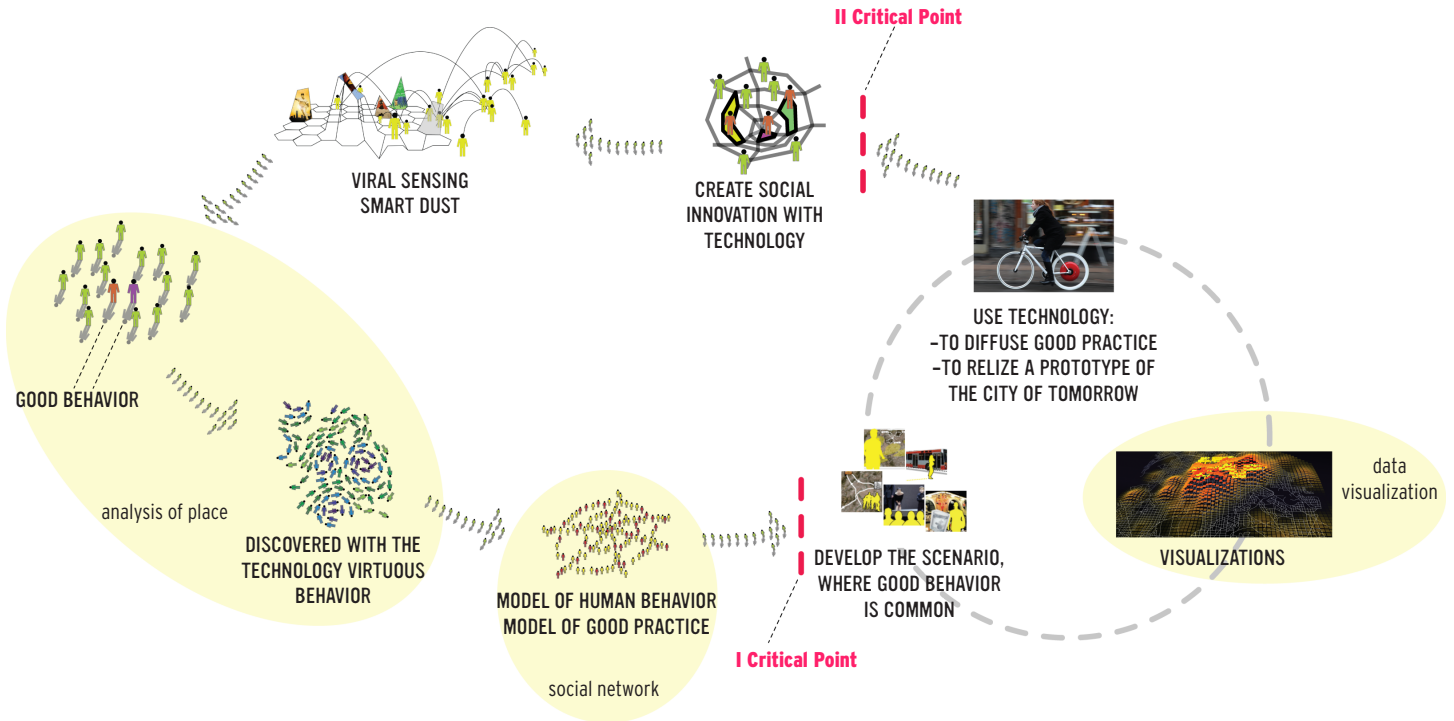 II Critical Point
VIRAL SENSING
SMART DUST
CREATE SOCIAL
INNOVATION WITH
TECHNOLOGY
USE TECHNOLOGY:
-TO DIFFUSE GOOD PRACTICE
-TO RELIZE A PROTOTYPE OF
THE CITY OF TOMORROW
GOOD BEHAVIOR
analysis of place
DISCOVERED WITH THE
TECHNOLOGY VIRTUOUS
BEHAVIOR
MODEL OF HUMAN BEHAVIOR
MODEL OF GOOD PRACTICE
social network
I Critical Point
DEVELOP THE SCENARIO,
WHERE GOOD BEHAVIOR
IS COMMON
VISUALIZATIONS
data
visualization